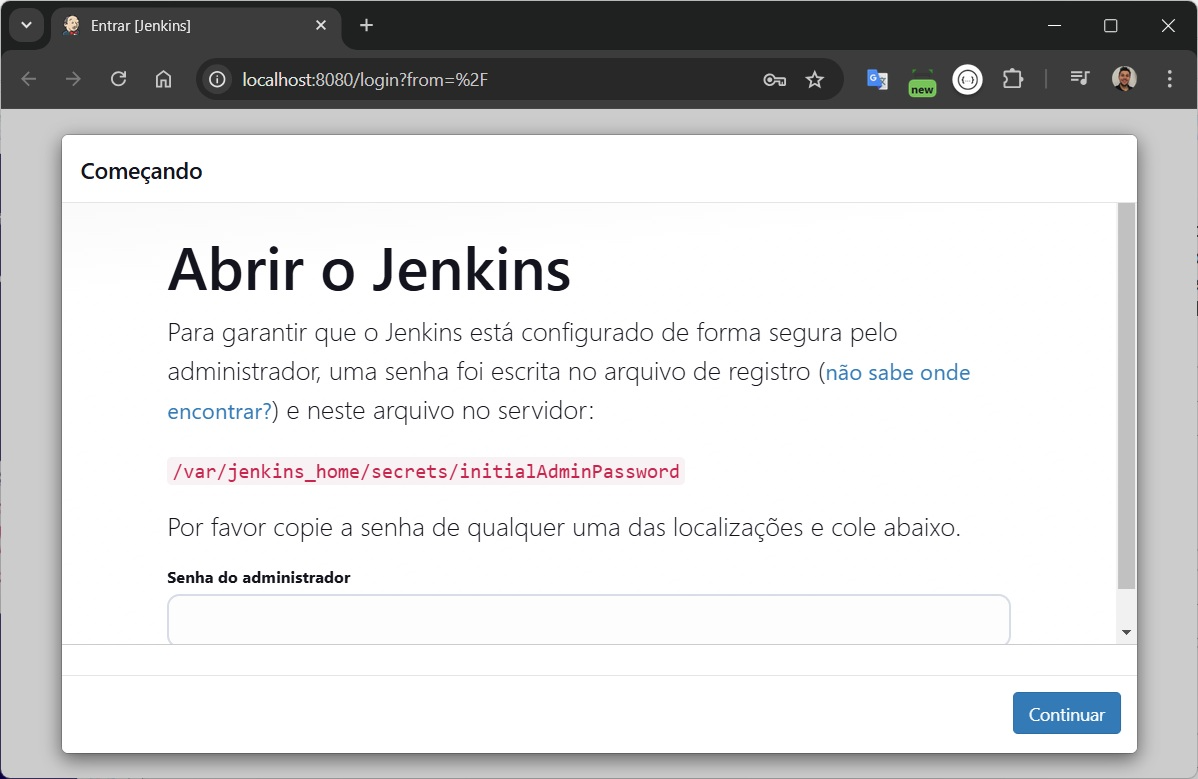 Entrar [Jenkins]
localhost:8080/login?from=%2F
new
Começando
Abrir o Jenkins
Para garantir que o Jenkins está configurado de forma segura pelo
administrador, uma senha foi escrita no arquivo de registro (não sabe onde
encontrar?) e neste arquivo no servidor:
/var/jenkins_home/secrets/initialAdminPassword
Por favor copie a senha de qualquer uma das localizações e cole abaixo.
Senha do administrador
Continuar